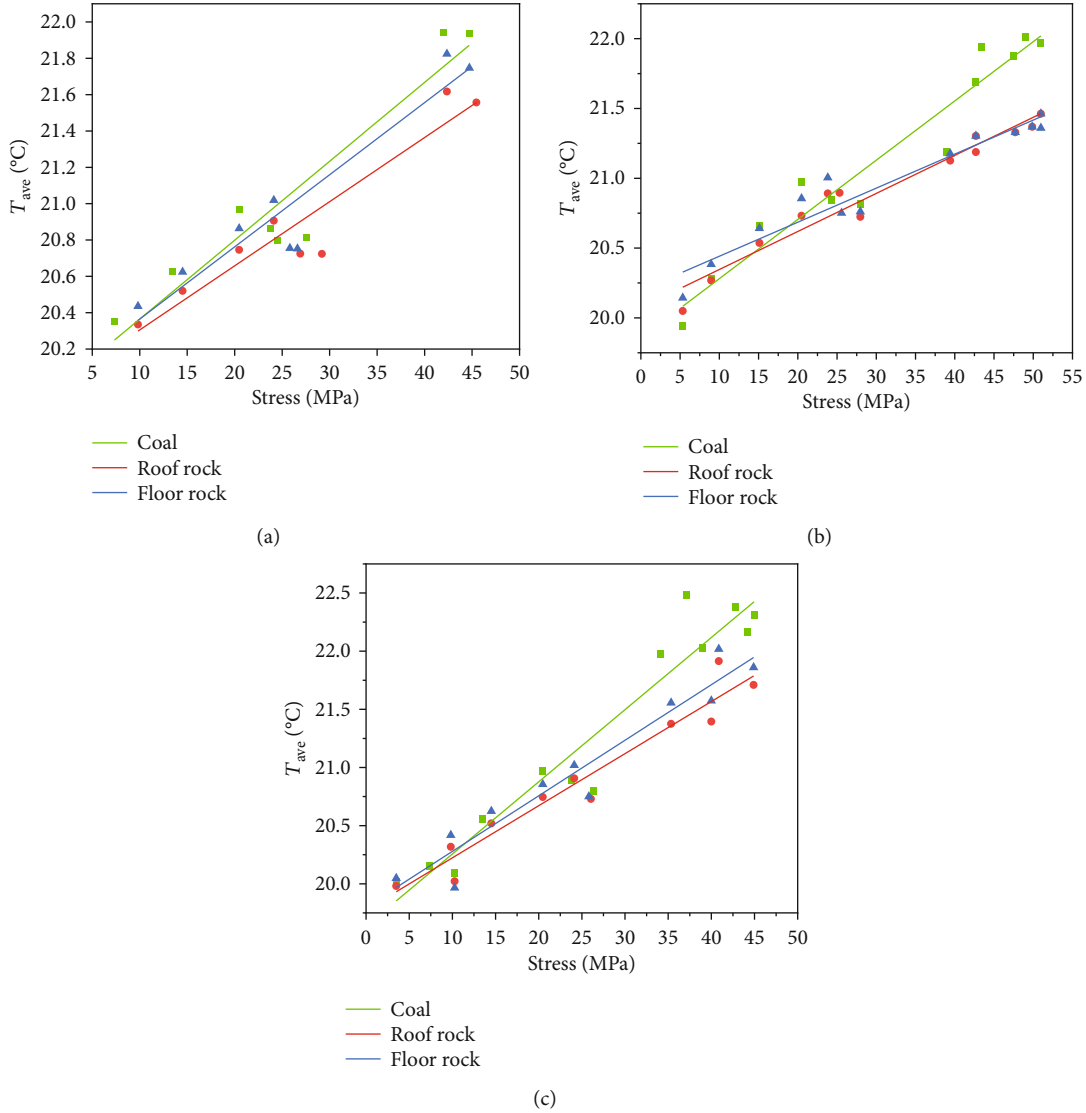 22.0
21.8
21.6
21.4
21.2
21.0
20.8
20.6
20.4
20.2
T_ave (°C)
5 10 15 20 25 30 35 40 45 50
Stress (MPa)
Coal
Roof rock
Floor rock
(a)
22.0
21.5
21.0
20.5
20.0
T_ave (°C)
0 5 10 15 20 25 30 35 40 45 50 55
Stress (MPa)
Coal
Roof rock
Floor rock
(b)
22.5
22.0
21.5
21.0
20.5
20.0
T_ave (°C)
0 5 10 15 20 25 30 35 40 45 50
Stress (MPa)
Coal
Roof rock
Floor rock
(c)